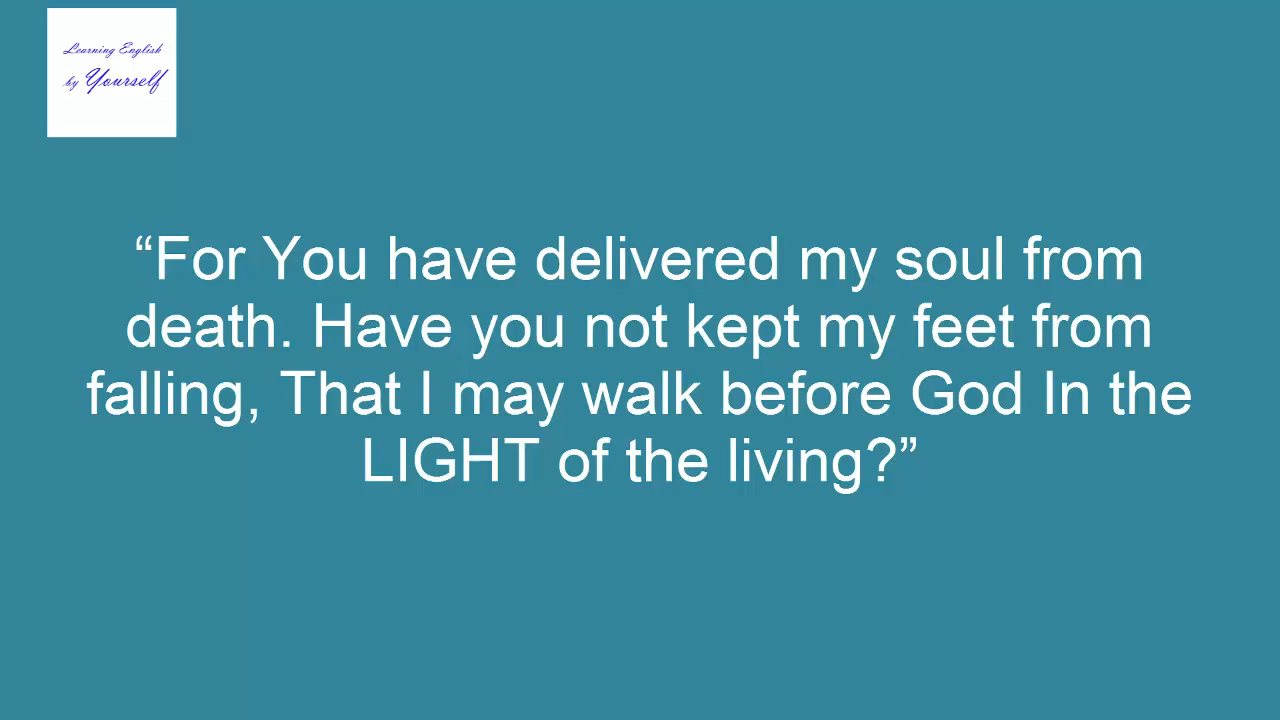 Learning English
by Yourself
“For You have delivered my soul from
death. Have you not kept my feet from
falling, That I may walk before God In the
LIGHT of the living?”